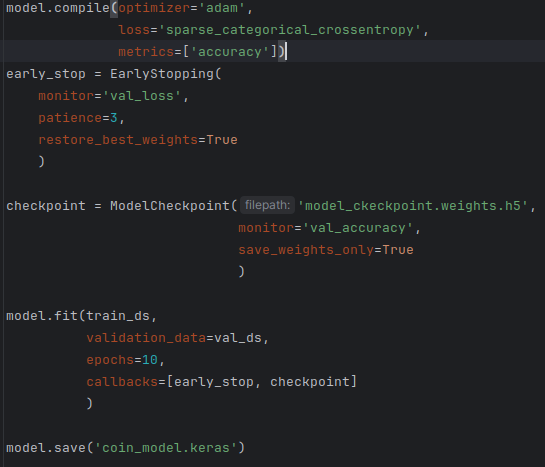 model.compile(optimizer='adam',
loss='sparse_categorical_crossentropy',
metrics=['accuracy'])
early_stop = EarlyStopping(
monitor='val_loss',
patience=3,
restore_best_weights=True
)
checkpoint = ModelCheckpoint( filepath: 'model_ckeckpoint.weights.h5',
monitor='val_accuracy',
save_weights_only=True
)
model.fit(train_ds,
validation_data=val_ds,
epochs=10,
callbacks=[early_stop, checkpoint]
)
model.save('coin_model.keras')